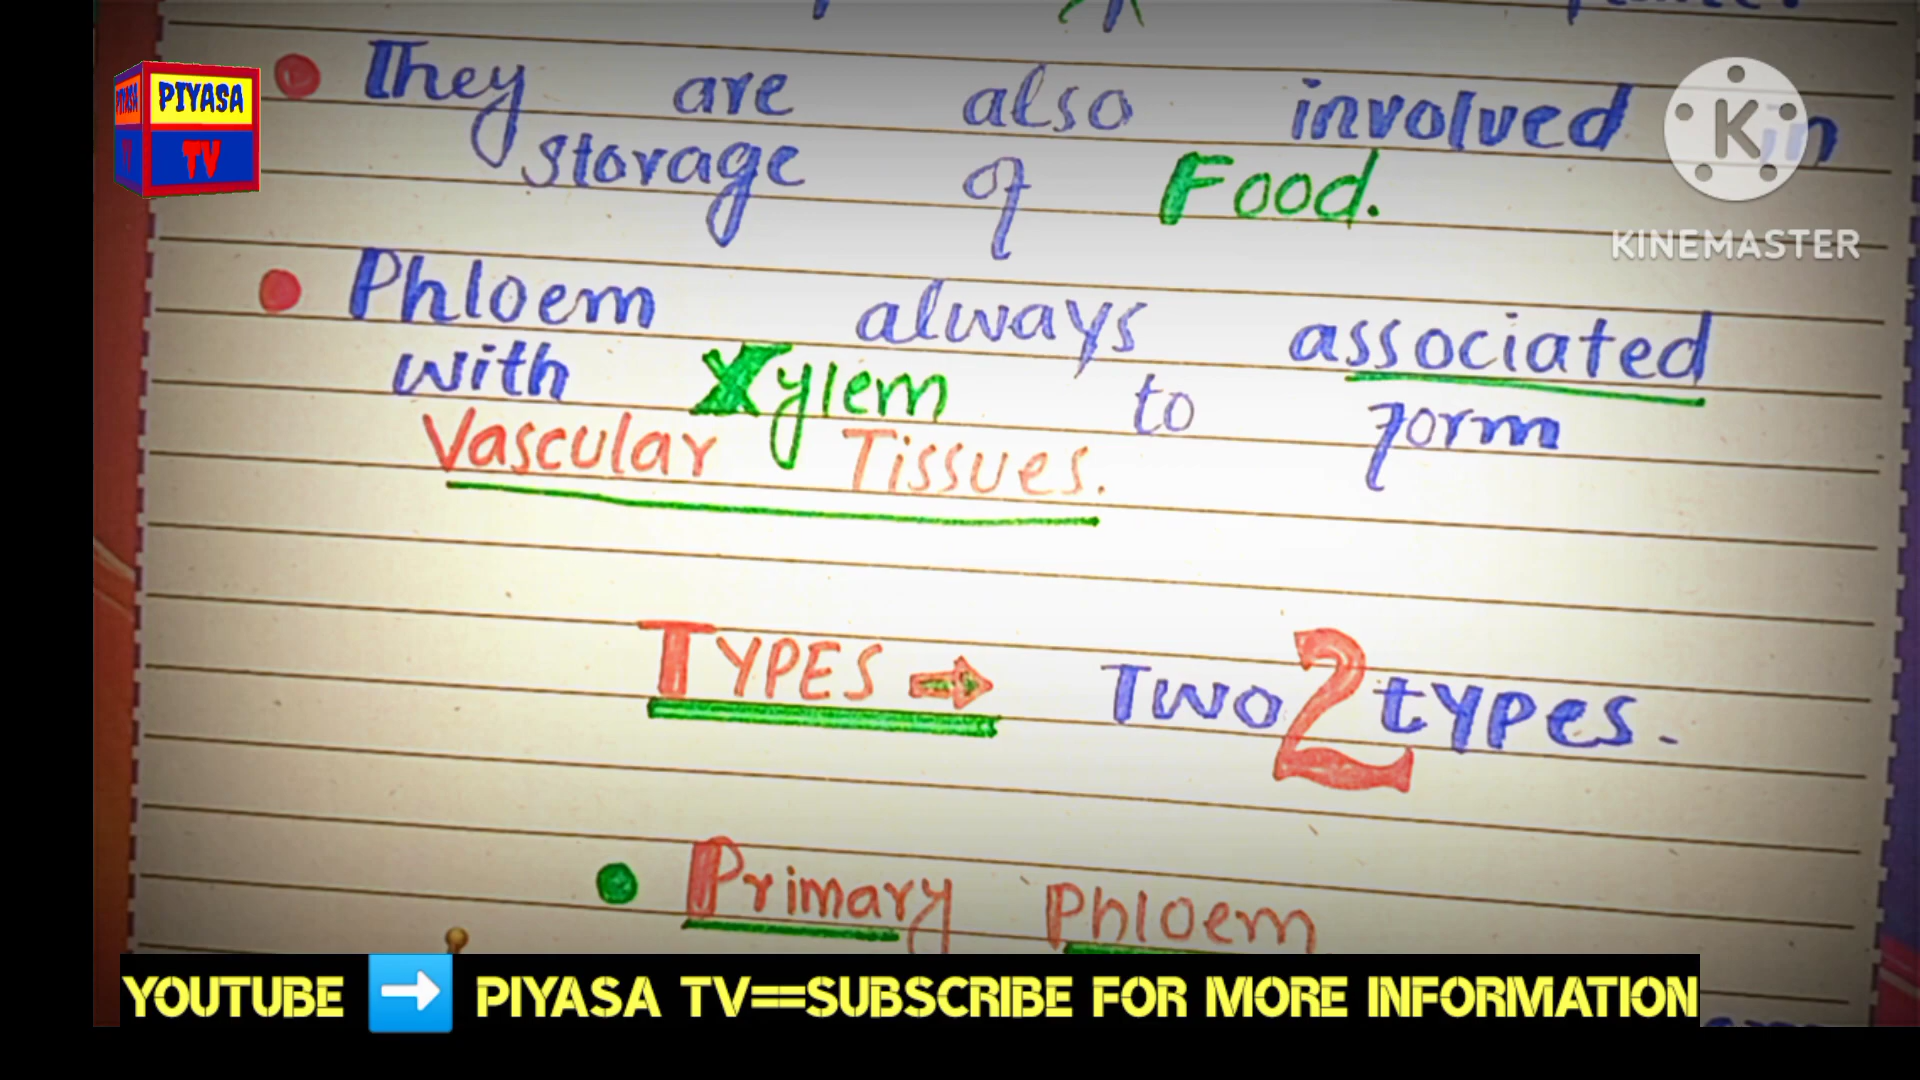 They are also involved in
storage of Food.
Phloem always associated
with Xylem to form
Vascular Tissues.
TYPES → Two 2 types.
Primary Phloem
PIYASA
TV
KINEMASTER
YOUTUBE ➡ PIYASA TV==SUBSCRIBE FOR MORE INFORMATION